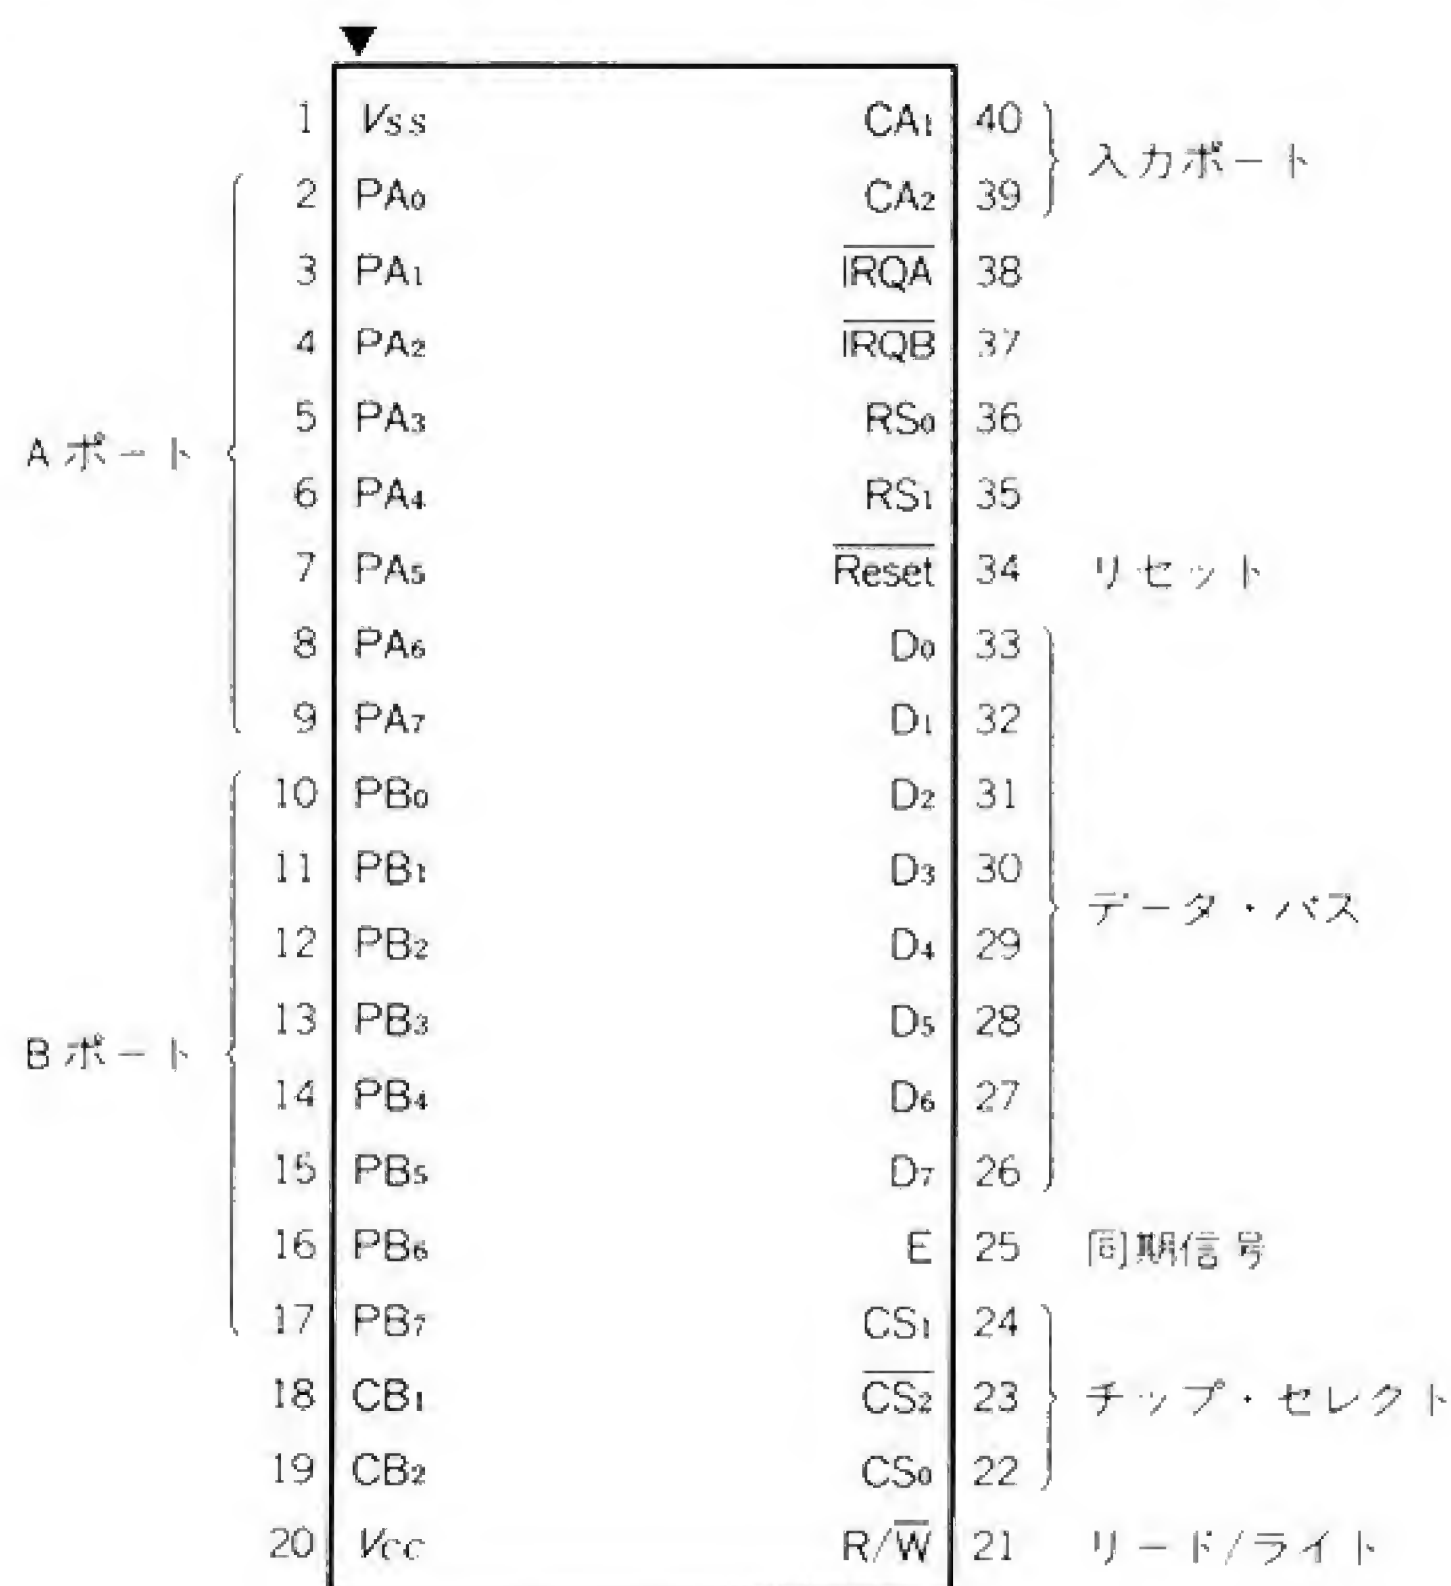 1 VSS CA1 40
2 PA0 CA2 39
入力ポート
3 PA1 I̅R̅Q̅A̅ 38
4 PA2 I̅R̅Q̅B̅ 37
5 PA3 RS0 36
Aポート
6 PA4 RS1 35
7 PA5 R̅e̅s̅e̅t̅ 34 リセット
8 PA6 D0 33
9 PA7 D1 32
10 PB0 D2 31
11 PB1 D3 30
データ・バス
12 PB2 D4 29
13 PB3 D5 28
Bポート
14 PB4 D6 27
15 PB5 D7 26
16 PB6 E 25 同期信号
17 PB7 CS1 24
18 CB1 C̅S̅2̅ 23 チップ・セレクト
19 CB2 CS0 22
20 VCC R/W̅ 21 リード/ライト